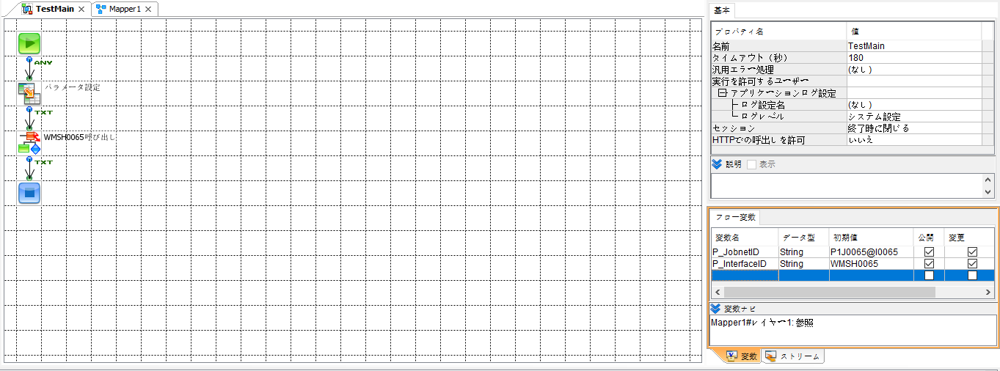 TestMain
Mapper1
ANY
パラメータ設定
TXT
WMSH0065呼び出し
TXT
基本
プロパティ名 値
名前 TestMain
タイムアウト（秒） 180
汎用エラー処理 (なし)
実行を許可するユーザー
アプリケーションログ設定
ログ設定名 (なし)
ログレベル システム設定
セッション 終了時に閉じる
HTTPでの呼出しを許可 いいえ
説明 表示
フロー変数
変数名 データ型 初期値 公開 変更
P_JobnetID String P1J0065@I0065
P_InterfaceID String WMSH0065
変数ナビ
Mapper1#レイヤー1: 参照
変数 ストリーム